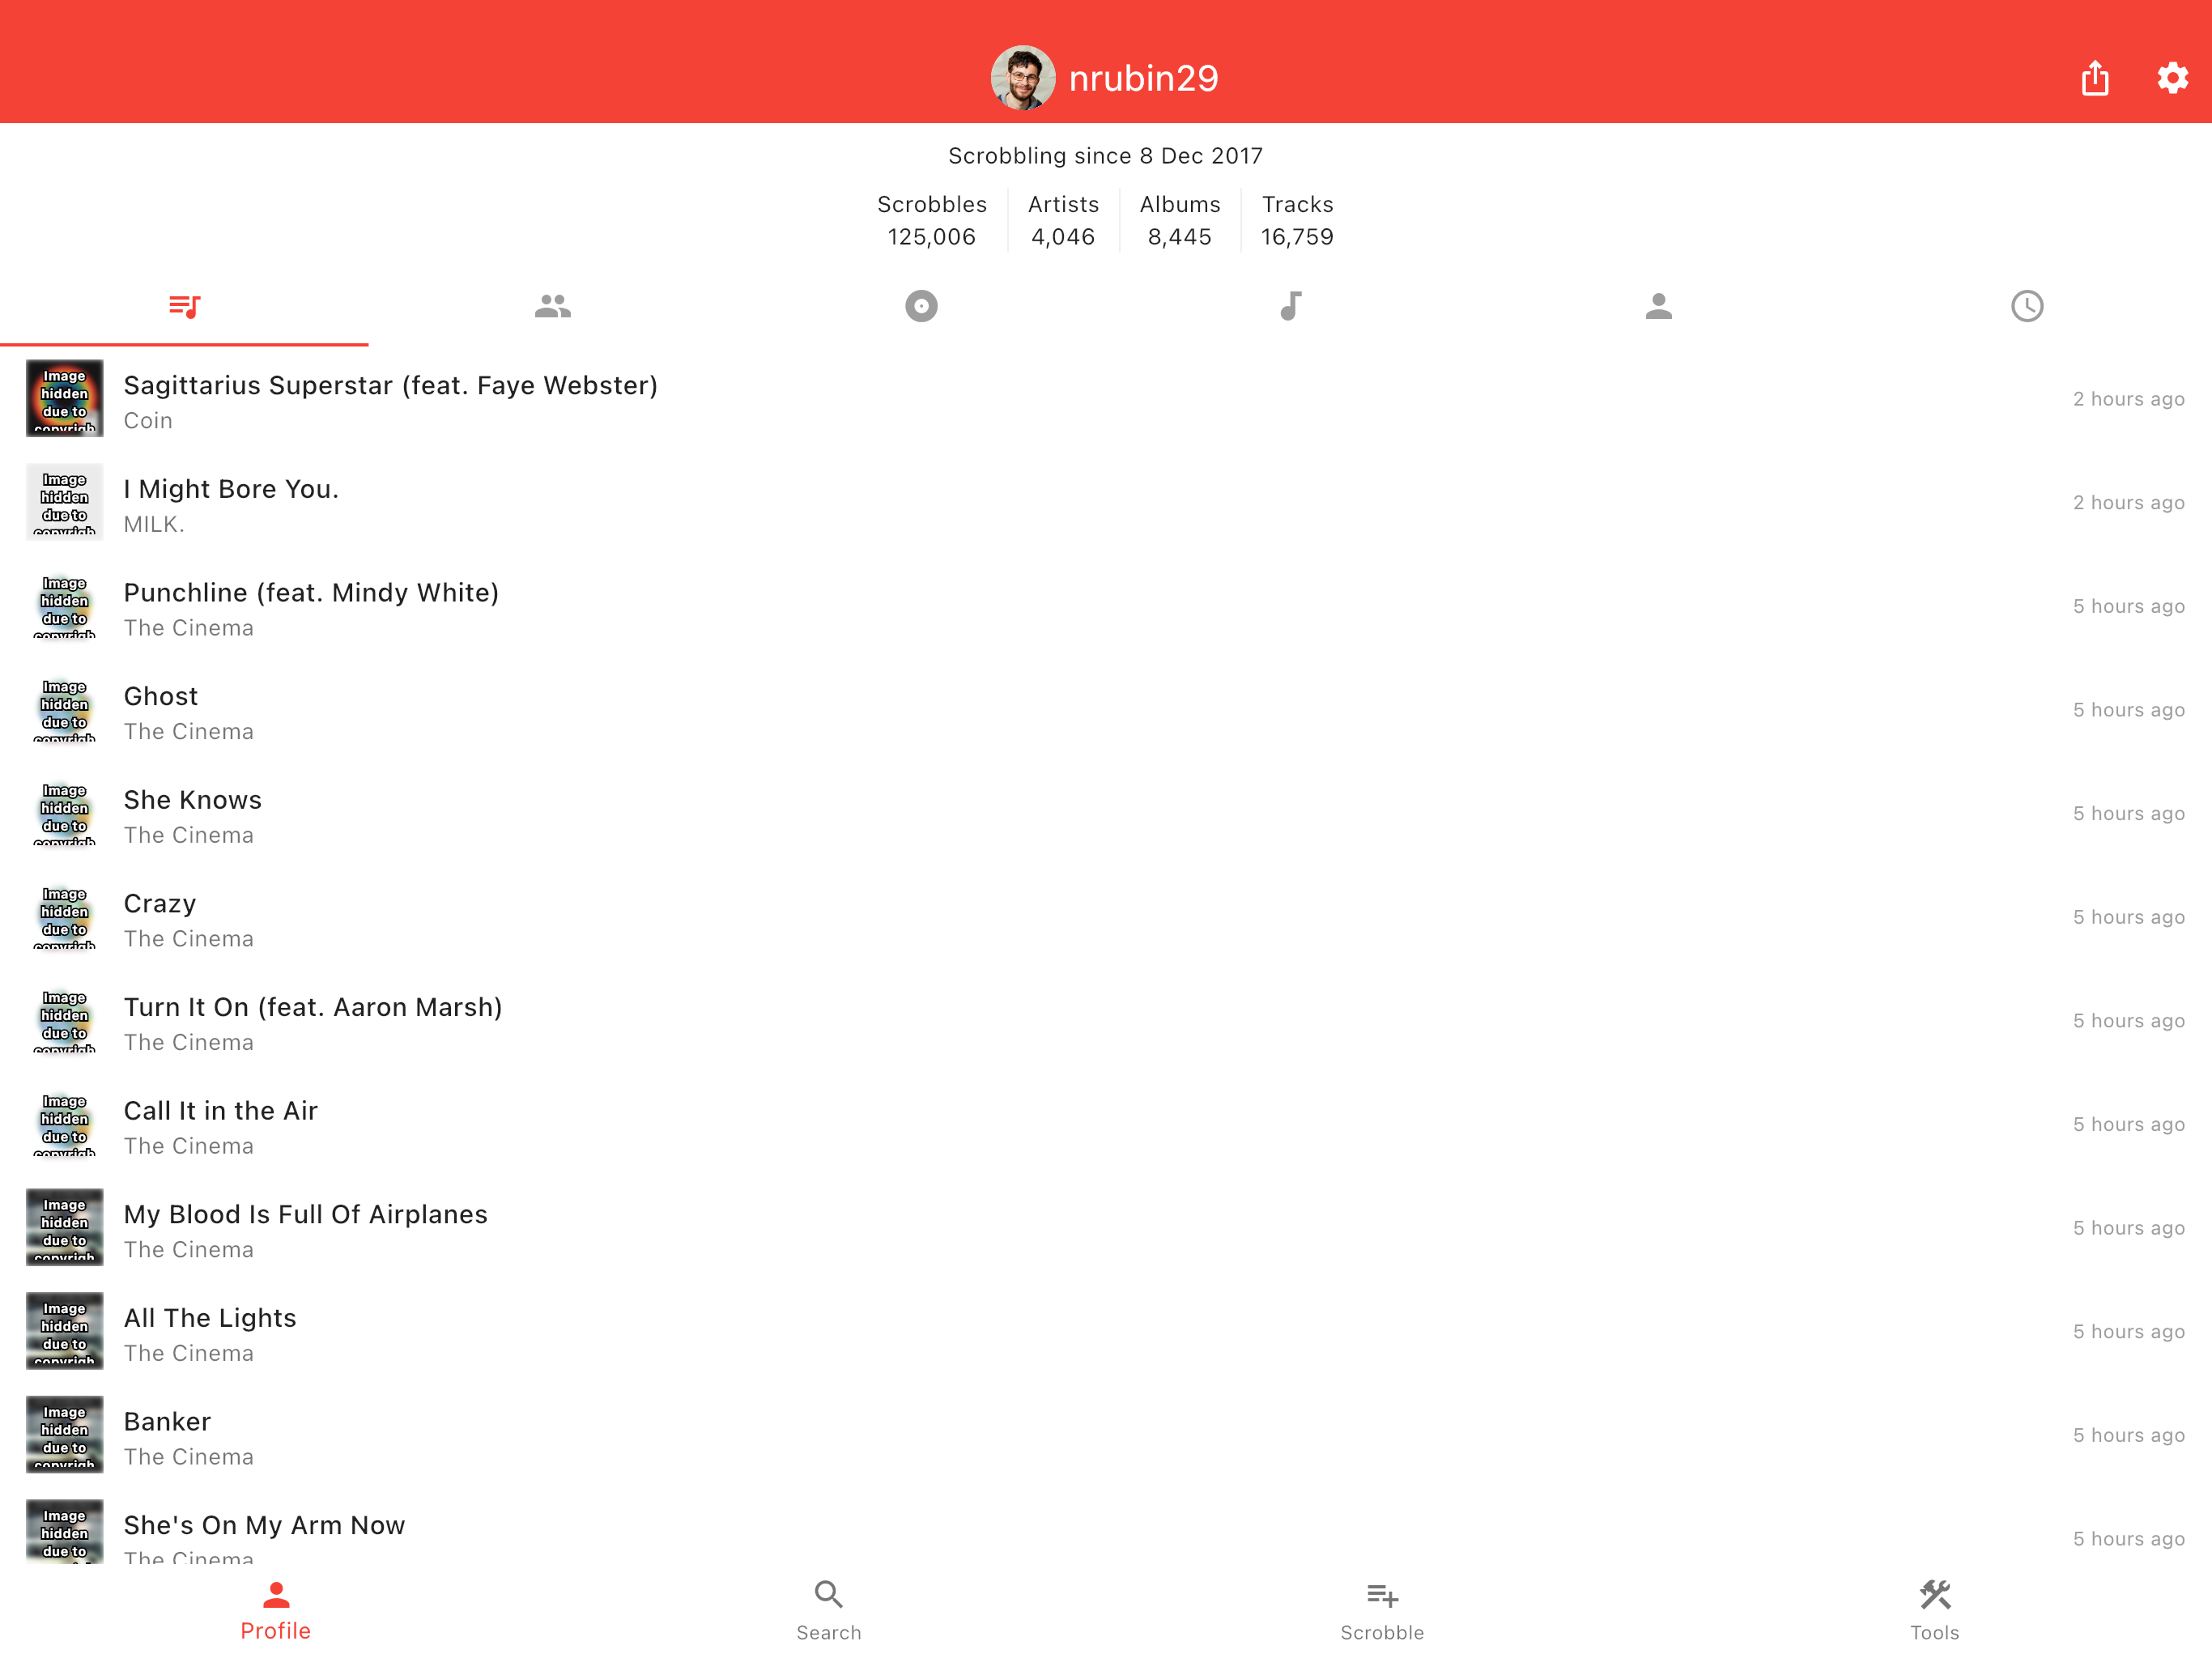 nrubin29
Scrobbling since 8 Dec 2017
Scrobbles Artists Albums Tracks
125,006 4,046 8,445 16,759
Image
hidden
due to
copyrigh
Sagittarius Superstar (feat. Faye Webster)
Coin
2 hours ago
Image
hidden
due to
copyrigh
I Might Bore You.
MILK.
2 hours ago
Image
hidden
due to
copyrigh
Punchline (feat. Mindy White)
The Cinema
5 hours ago
Image
hidden
due to
copyrigh
Ghost
The Cinema
5 hours ago
Image
hidden
due to
copyrigh
She Knows
The Cinema
5 hours ago
Image
hidden
due to
copyrigh
Crazy
The Cinema
5 hours ago
Image
hidden
due to
copyrigh
Turn It On (feat. Aaron Marsh)
The Cinema
5 hours ago
Image
hidden
due to
copyrigh
Call It in the Air
The Cinema
5 hours ago
Image
hidden
due to
copyrigh
My Blood Is Full Of Airplanes
The Cinema
5 hours ago
Image
hidden
due to
copyrigh
All The Lights
The Cinema
5 hours ago
Image
hidden
due to
copyrigh
Banker
The Cinema
5 hours ago
Image
hidden
due to
She's On My Arm Now
The Cinema
5 hours ago
Profile Search Scrobble Tools